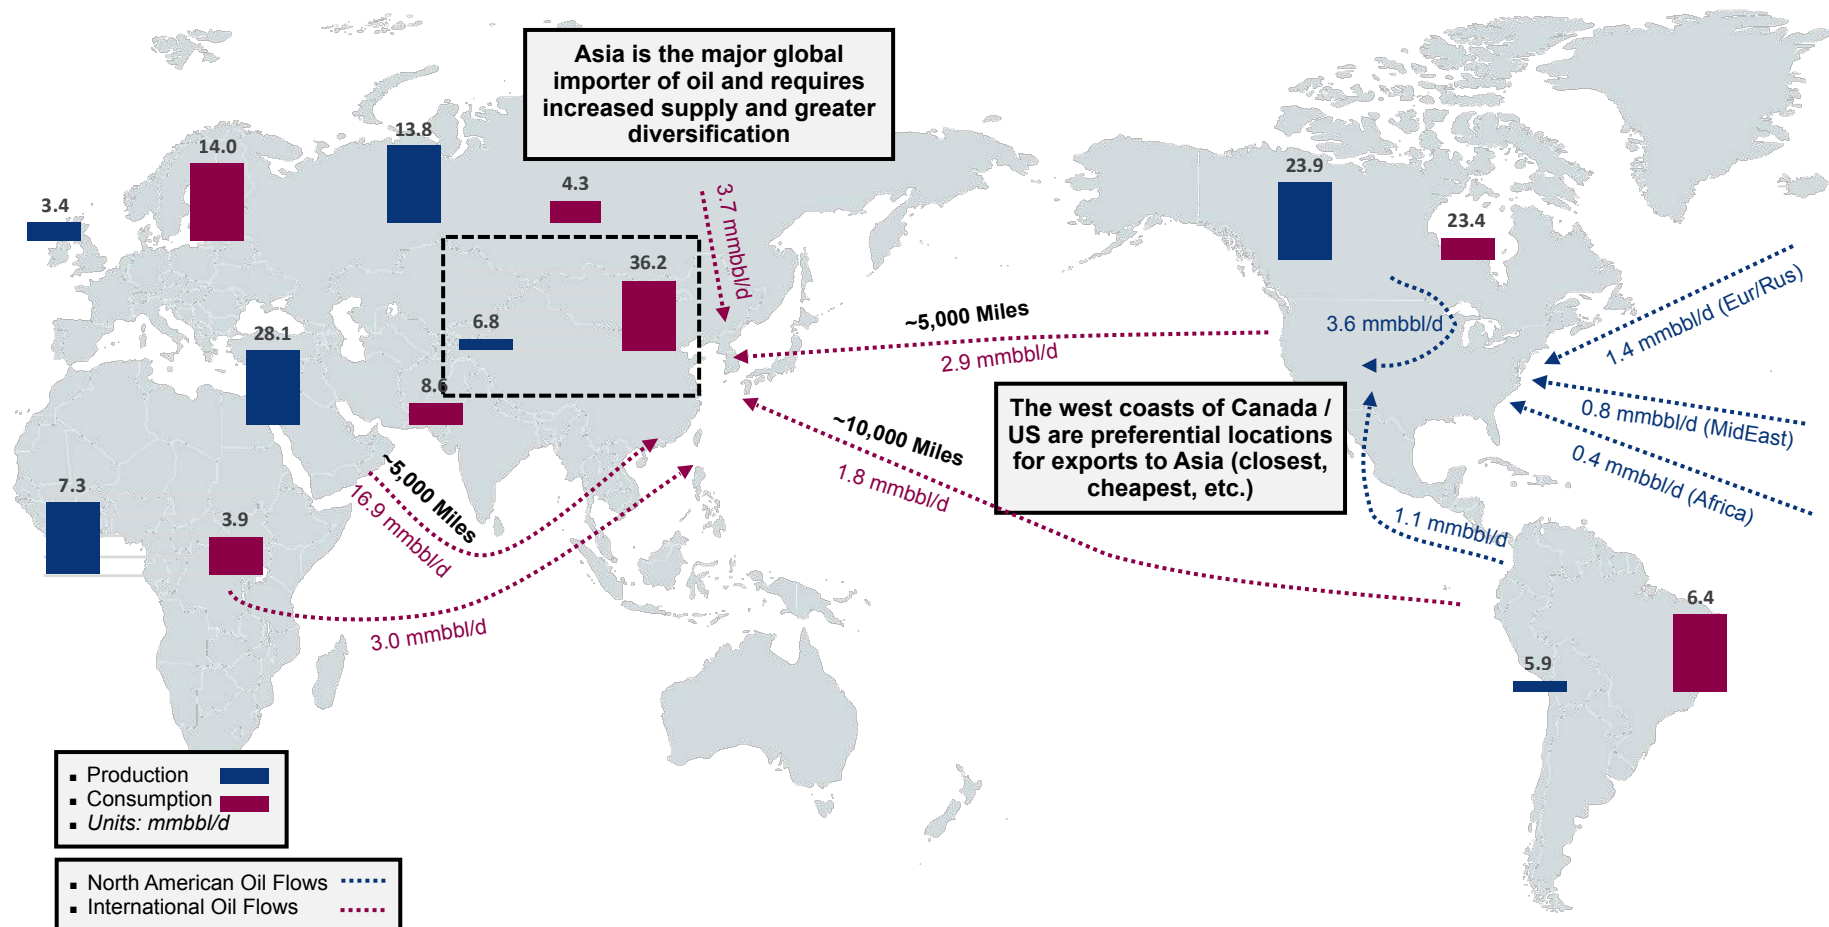 Asia is the major global
importer of oil and requires
increased supply and greater
diversification
13.8
14.0
3.4
4.3
3.7 mmbbl/d
23.9
23.4
36.2
6.8
28.1
8.6
~5,000 Miles
2.9 mmbbl/d
3.6 mmbbl/d
1.4 mmbbl/d (Eur/Rus)
0.8 mmbbl/d (MidEast)
0.4 mmbbl/d (Africa)
The west coasts of Canada /
US are preferential locations
for exports to Asia (closest,
cheapest, etc.)
~10,000 Miles
1.8 mmbbl/d
1.1 mmbbl/d
~5,000 Miles
16.9 mmbbl/d
7.3
3.9
3.0 mmbbl/d
6.4
5.9
▪ Production
▪ Consumption
▪ Units: mmbbl/d
▪ North American Oil Flows
▪ International Oil Flows